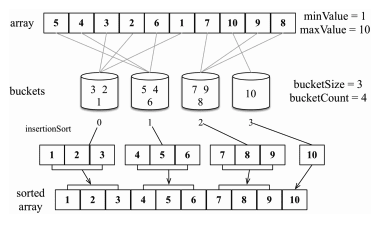 array 5 4 3 2 6 1 7 10 9 8 minValue = 1
maxValue = 10
buckets 3 2 5 4 7 9 10 bucketSize = 3
1 6 8 bucketCount = 4
insertionSort 0 1 2 3
1 2 3 4 5 6 7 8 9 10
sorted
array 1 2 3 4 5 6 7 8 9 10